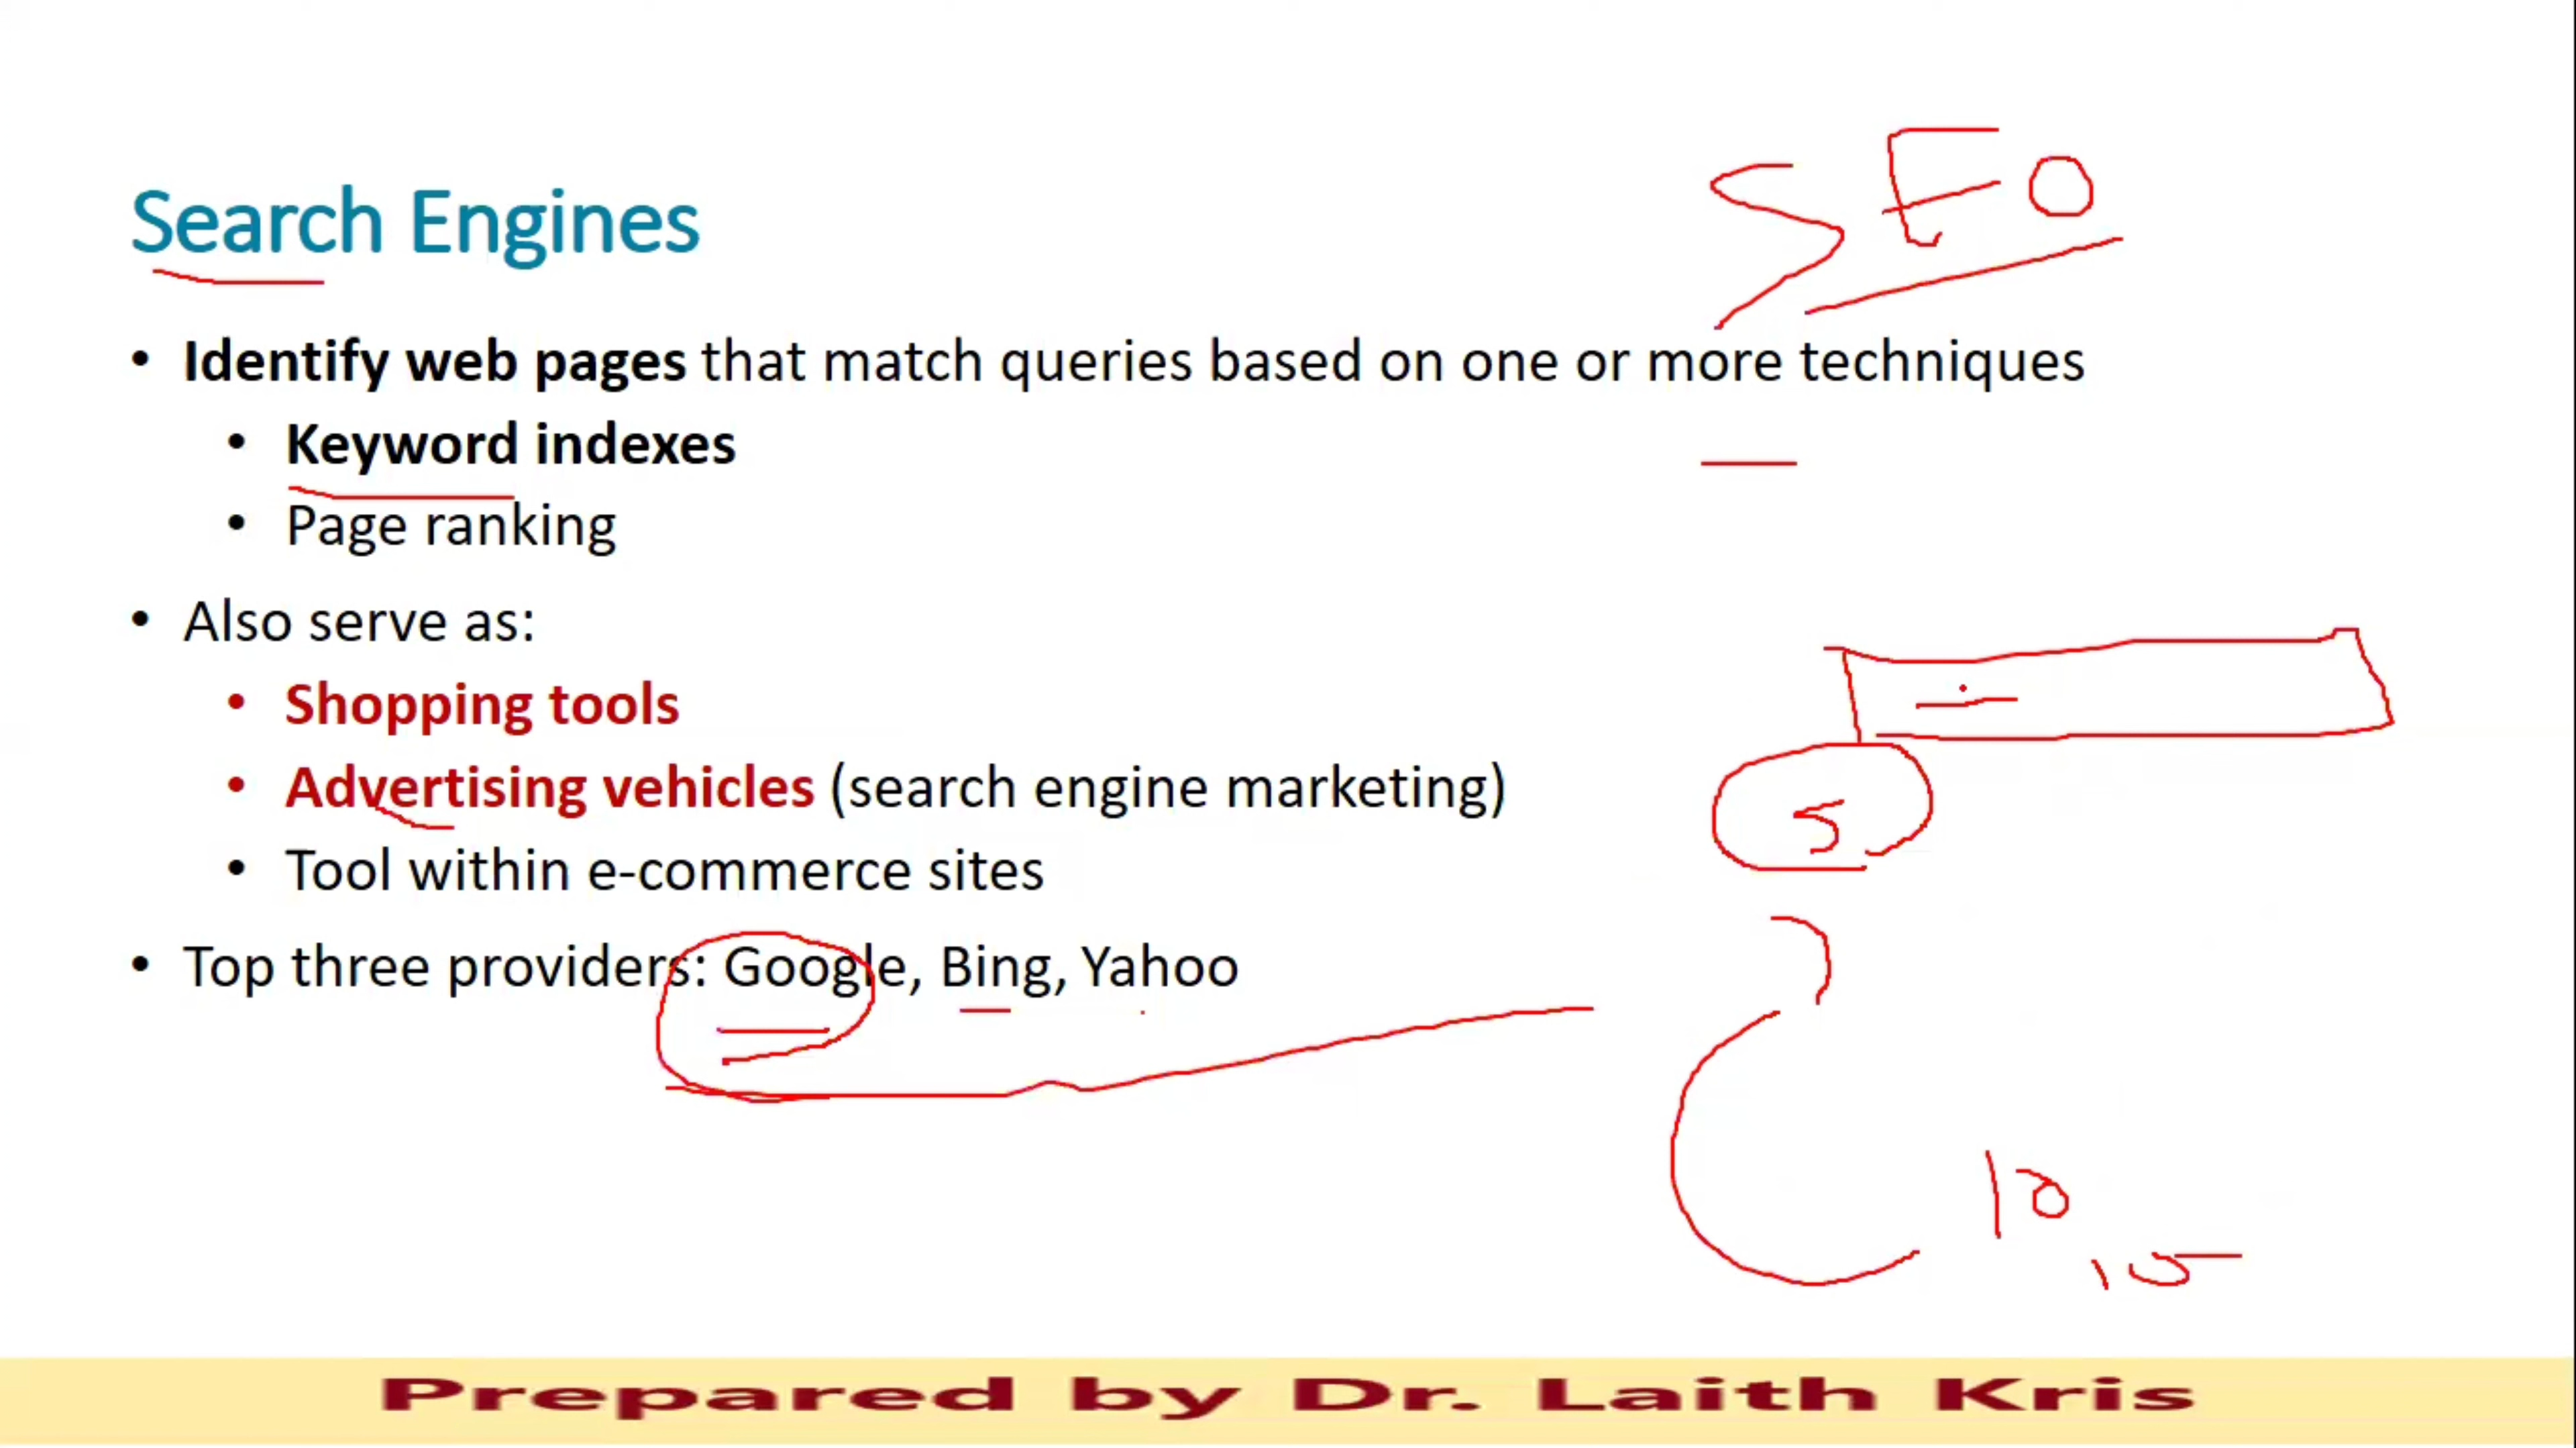 SEO
Search Engines
• Identify web pages that match queries based on one or more techniques
• Keyword indexes
• Page ranking
• Also serve as:
• Shopping tools
• Advertising vehicles (search engine marketing)
5
• Tool within e-commerce sites
• Top three providers: Google, Bing, Yahoo
10
Prepared by Dr. Laith Kris